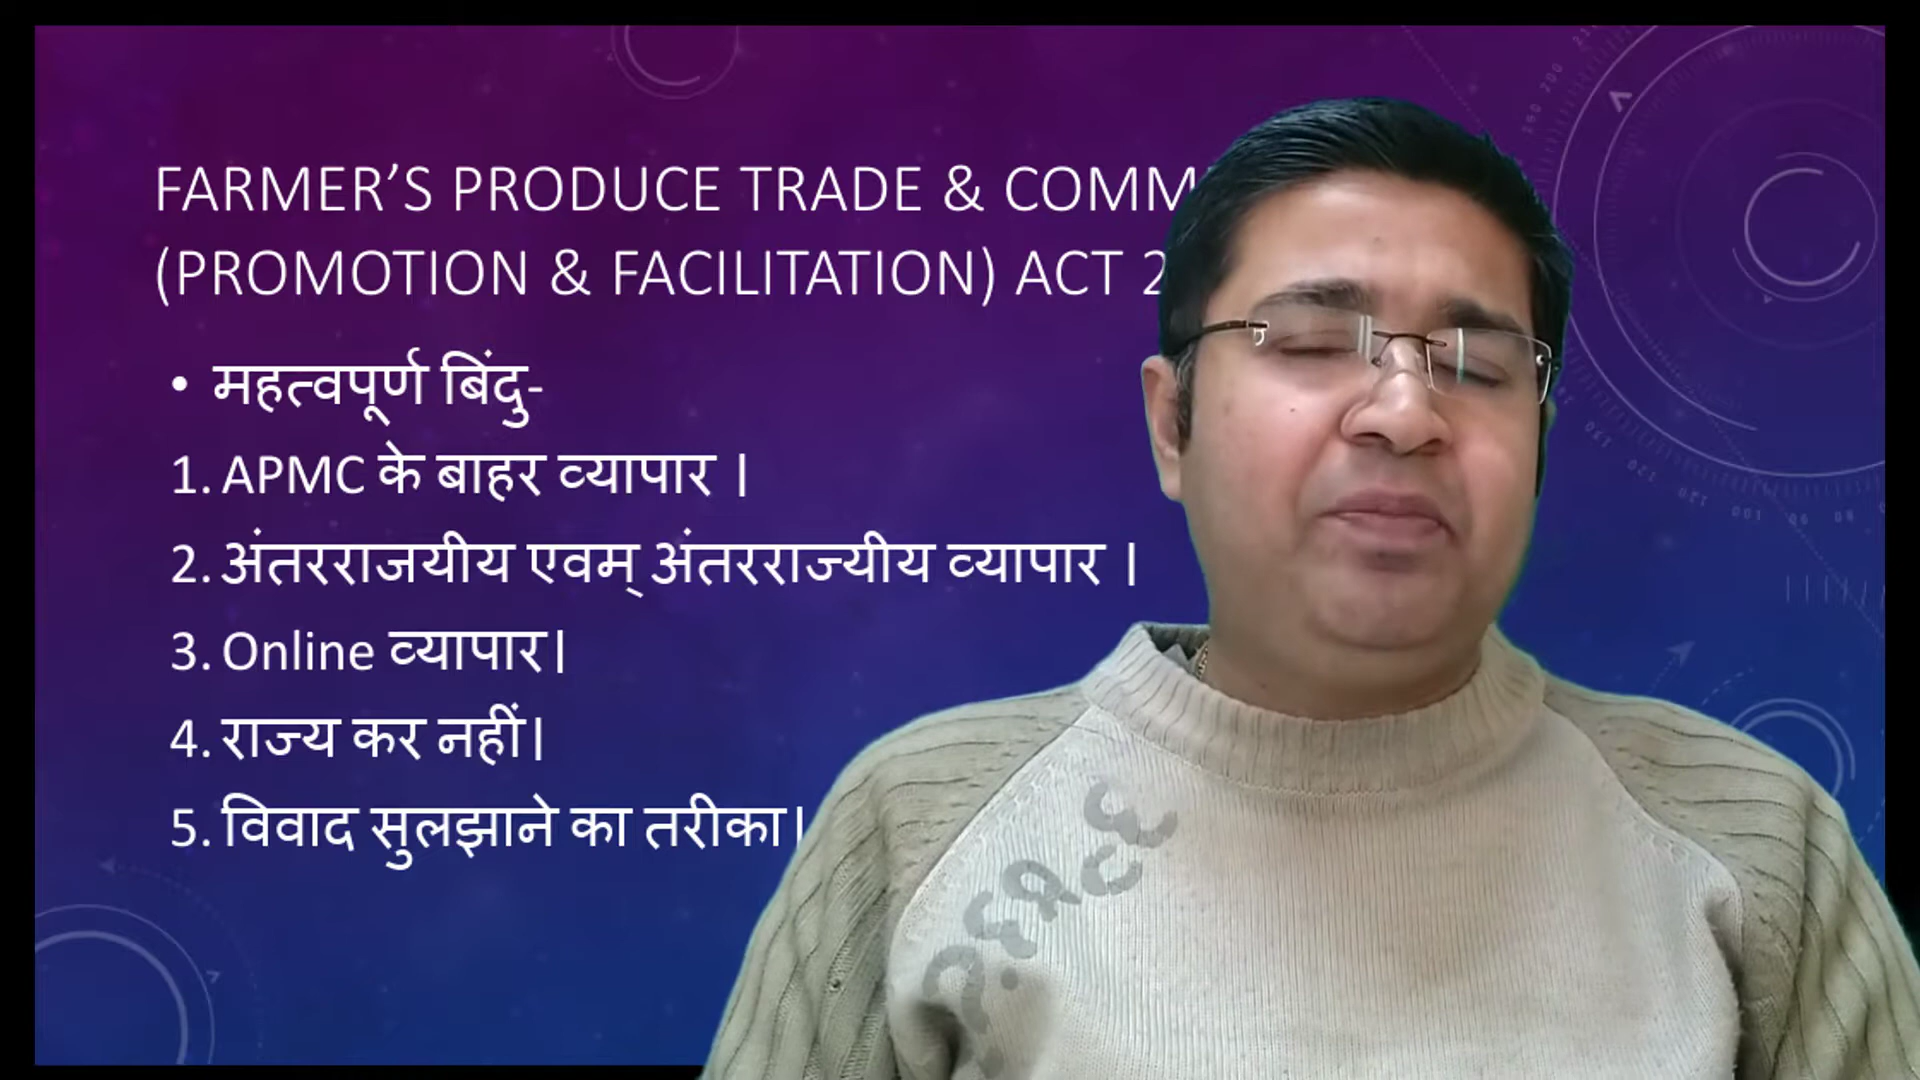 FARMER’S PRODUCE TRADE & COMM
(PROMOTION & FACILITATION) ACT 2
• महत्वपूर्ण बिंदु-
1. APMC के बाहर व्यापार ।
2. अंतरराजयीय एवम् अंतरराज्यीय व्यापार ।
3. Online व्यापार।
4. राज्य कर नहीं।
5. विवाद सुलझाने का तरीका।